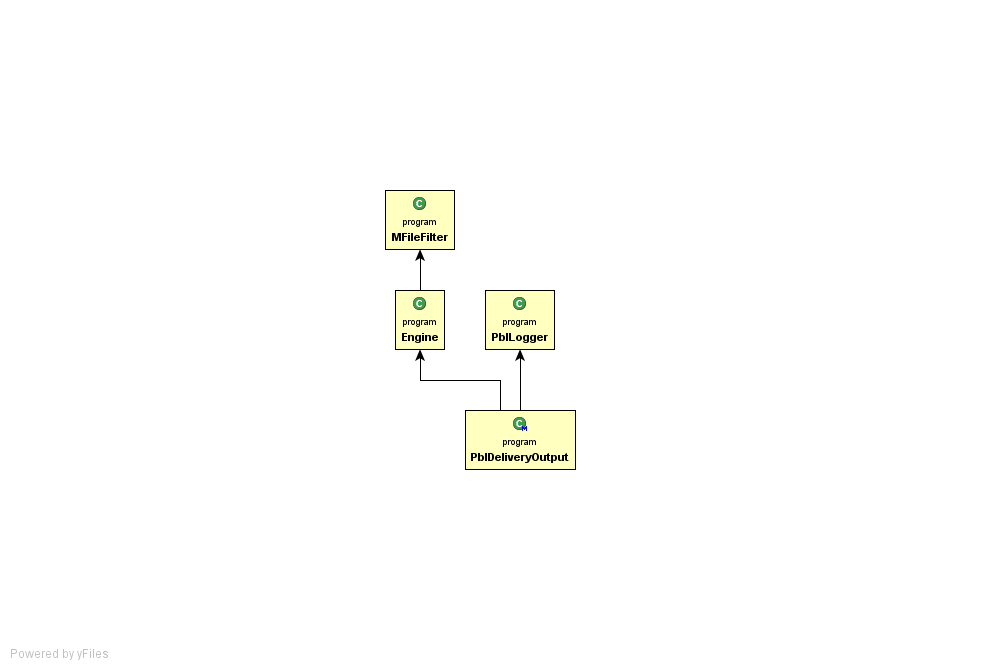 C
program
MFileFilter
C
program
Engine
C
program
PblLogger
C
M
program
PblDeliveryOutput
Powered by yFiles